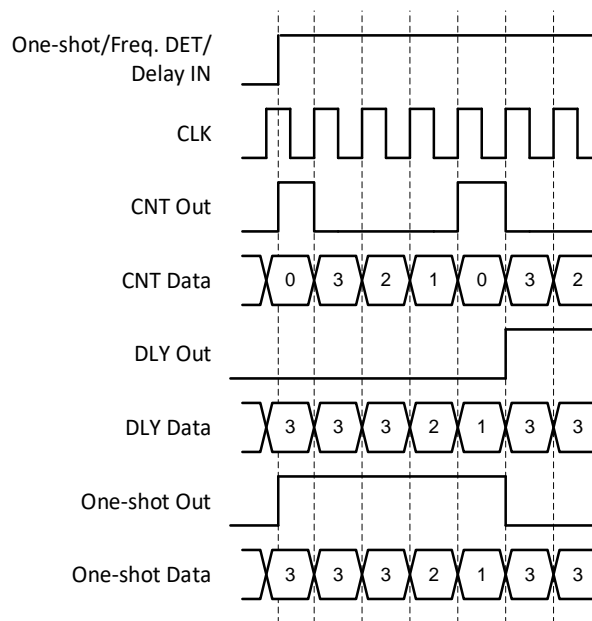 One-shot/Freq. DET/
Delay IN
CLK
CNT Out
CNT Data 0 3 2 1 0 3 2
DLY Out
DLY Data 3 3 3 2 1 3 3
One-shot Out
One-shot Data 3 3 3 2 1 3 3